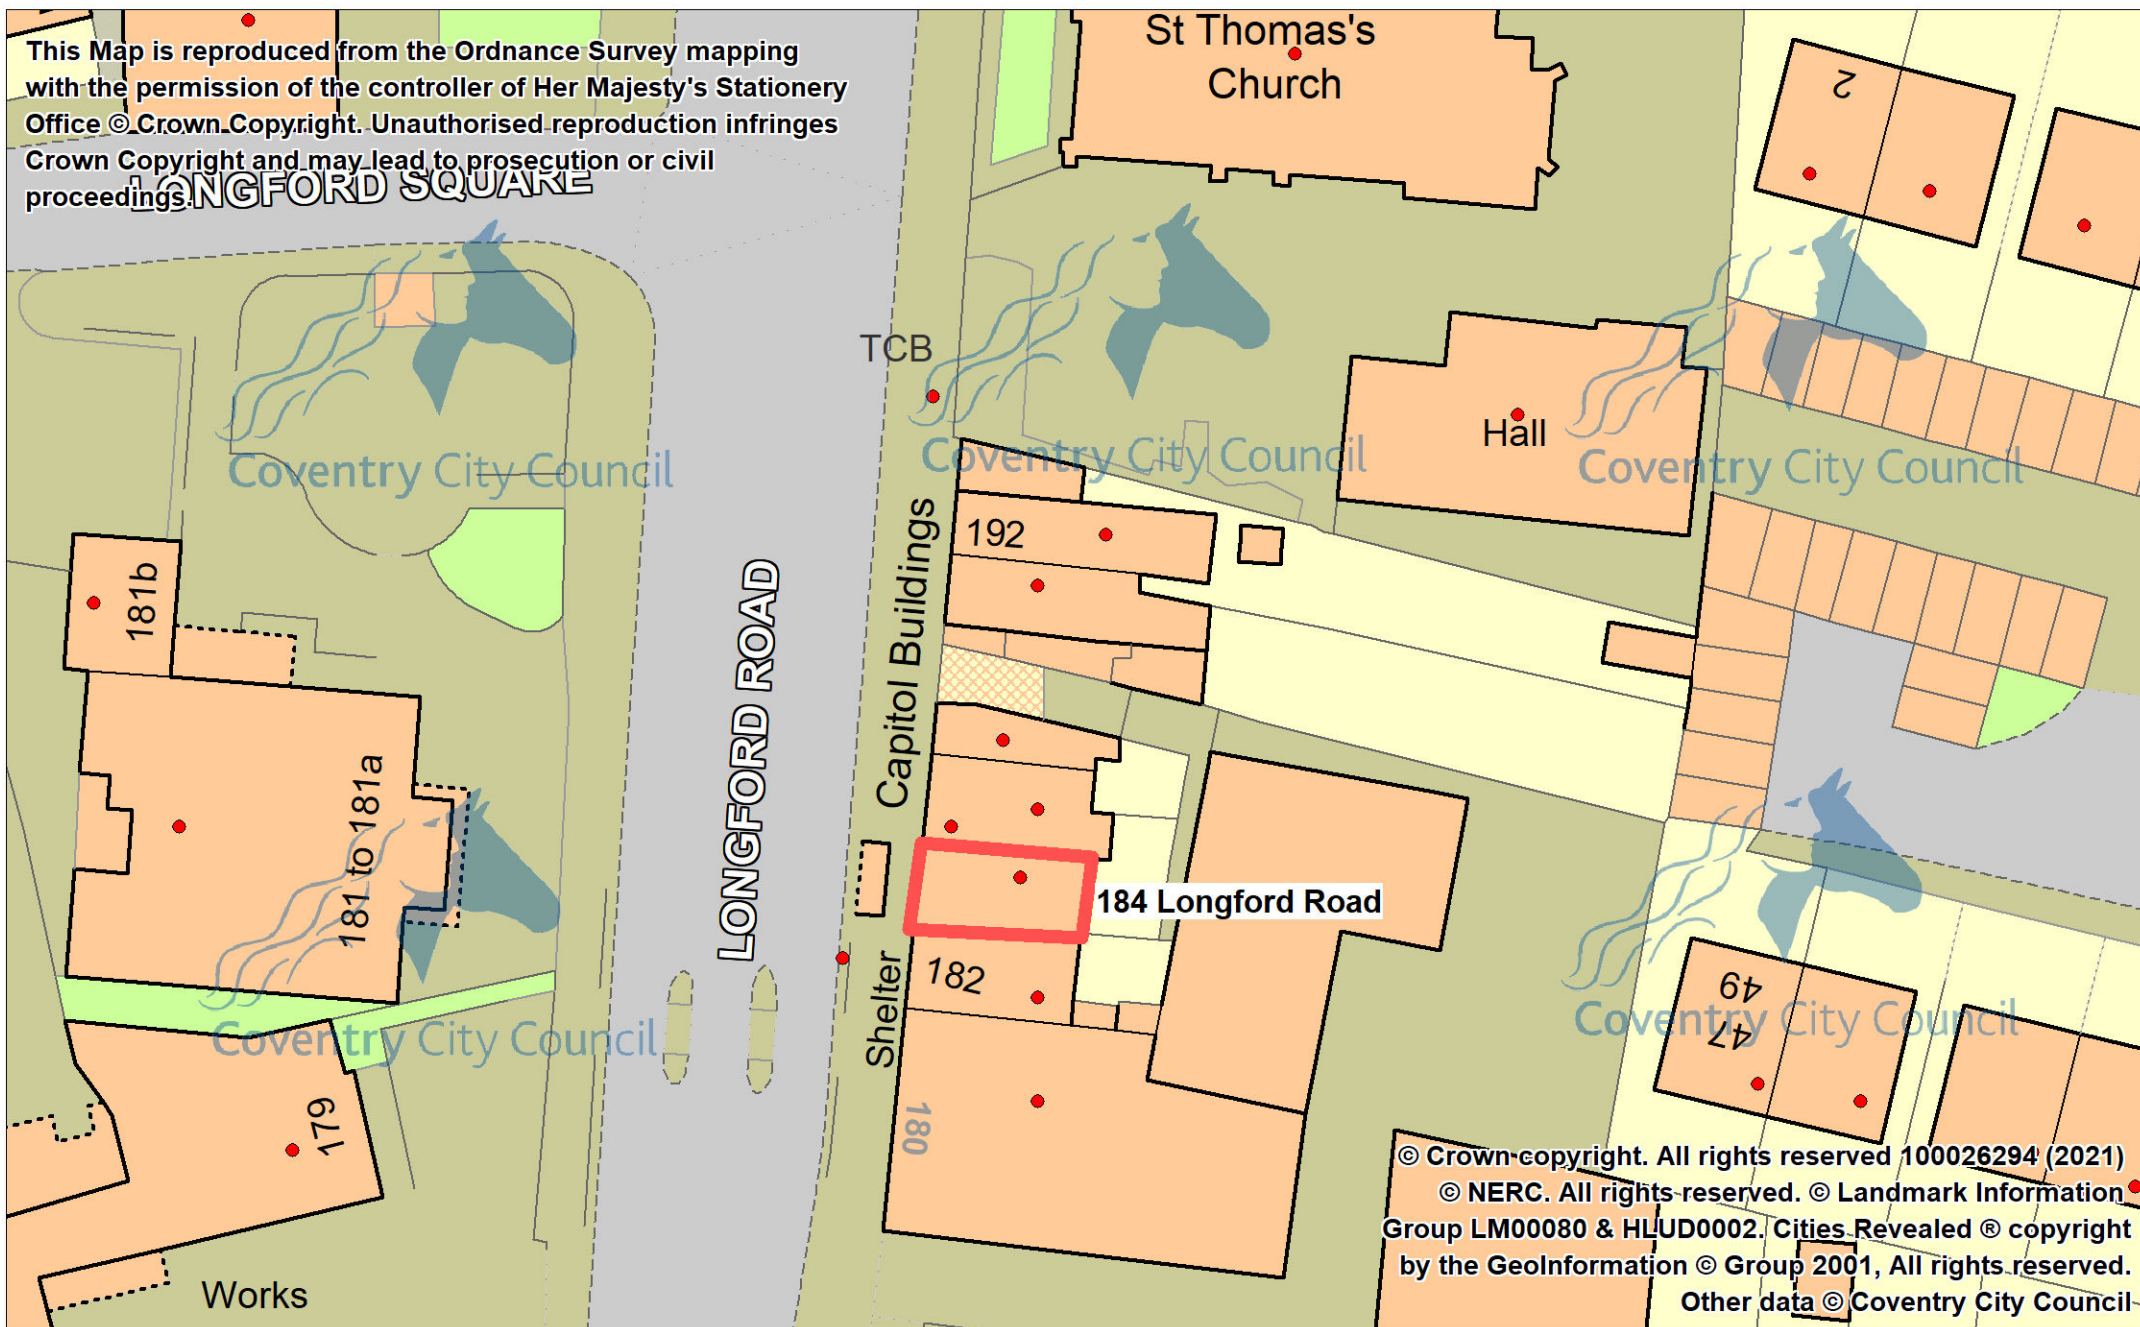 This Map is reproduced from the Ordnance Survey mapping
with the permission of the controller of Her Majesty's Stationery
Office © Crown Copyright. Unauthorised reproduction infringes
Crown Copyright and may lead to prosecution or civil
proceedings.
LONGFORD SQUARE
St Thomas's
Church
2
TCB
Hall
Coventry City Council
Coventry City Council
Coventry City Council
192
Capitol Buildings
181b
LONGFORD ROAD
181 to 181a
184 Longford Road
182
Shelter
49
47
Coventry City Council
Coventry City Council
180
179
Works
© Crown copyright. All rights reserved 100026294 (2021)
© NERC. All rights reserved. © Landmark Information
Group LM00080 & HLUD0002. Cities Revealed ® copyright
by the GeoInformation © Group 2001, All rights reserved.
Other data © Coventry City Council